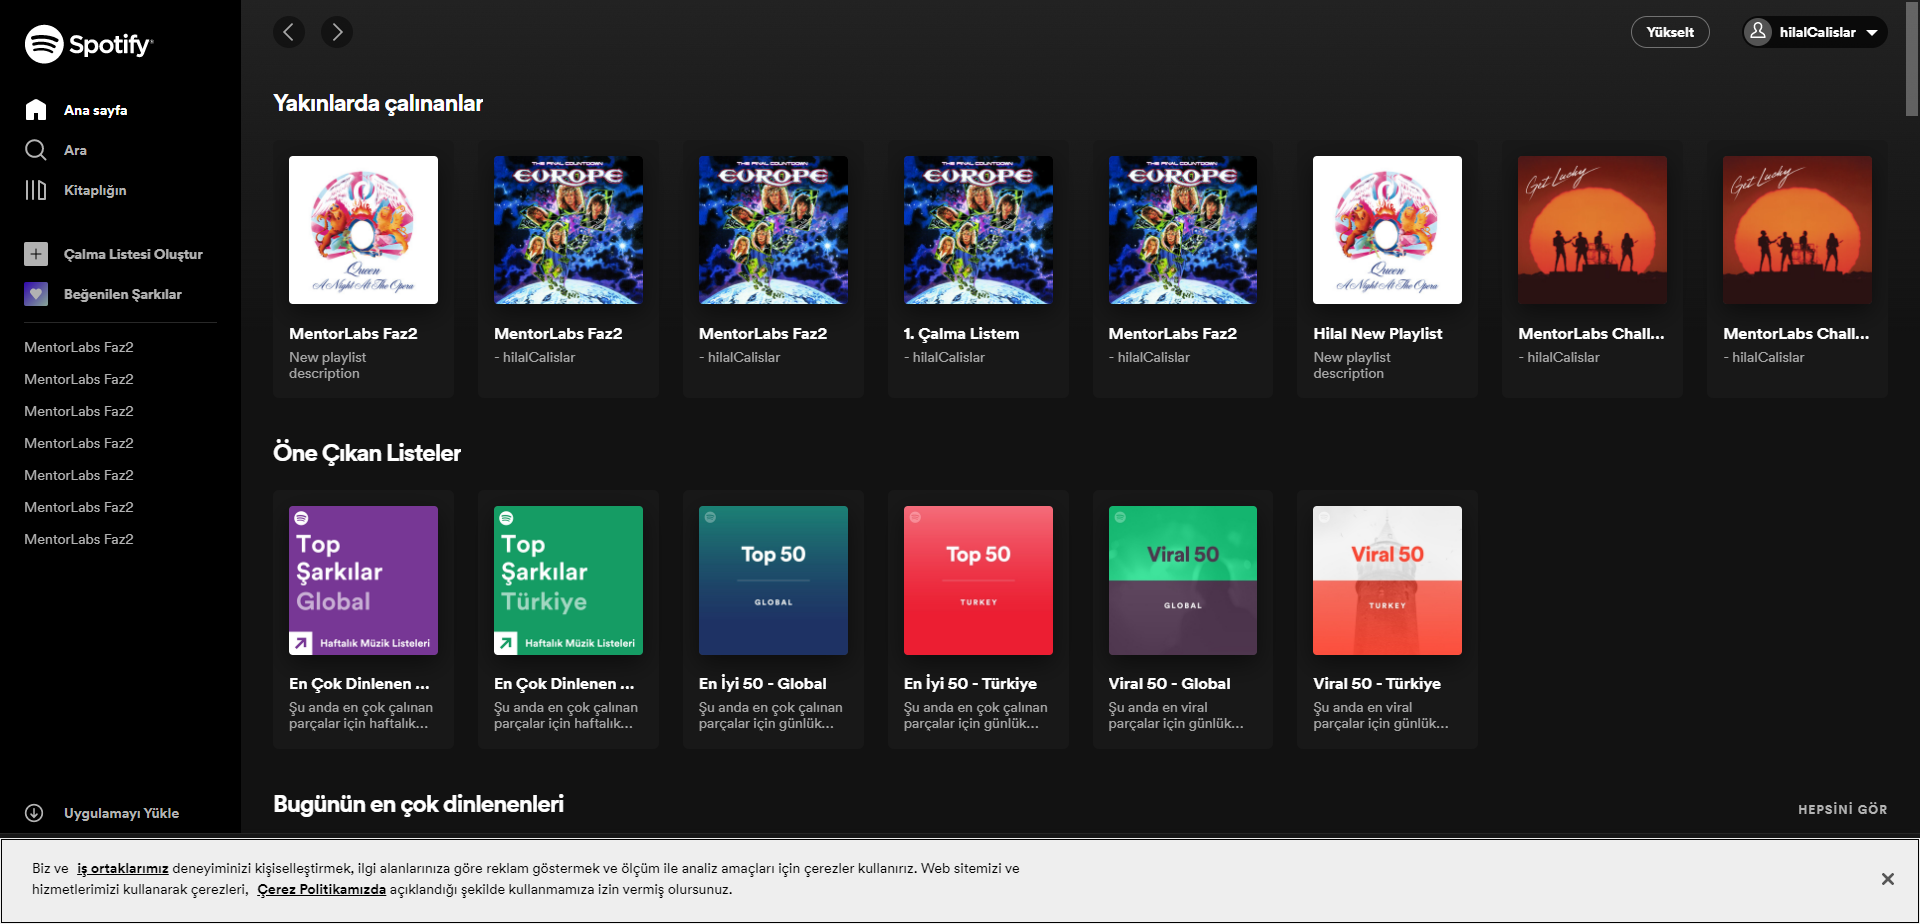 Spotify
Ana sayfa
Ara
Kitaplığın
Çalma Listesi Oluştur
Beğenilen Şarkılar
MentorLabs Faz2
MentorLabs Faz2
MentorLabs Faz2
MentorLabs Faz2
MentorLabs Faz2
MentorLabs Faz2
MentorLabs Faz2
Uygulamayı Yükle
Yükselt
hilalCalislar
Yakınlarda çalınanlar
Queen
A Night At The Opera
MentorLabs Faz2
New playlist
description
THE FINAL COUNTDOWN
EUROPE
MentorLabs Faz2
- hilalCalislar
THE FINAL COUNTDOWN
EUROPE
MentorLabs Faz2
- hilalCalislar
THE FINAL COUNTDOWN
EUROPE
1. Çalma Listem
- hilalCalislar
THE FINAL COUNTDOWN
EUROPE
MentorLabs Faz2
- hilalCalislar
Queen
A Night At The Opera
Hilal New Playlist
New playlist
description
Get Lucky
MentorLabs Chall...
- hilalCalislar
Get Lucky
MentorLabs Chall...
- hilalCalislar
Öne Çıkan Listeler
Top
Şarkılar
Global
Haftalık Müzik Listeleri
En Çok Dinlenen ...
Şu anda en çok çalınan
parçalar için haftalık...
Top
Şarkılar
Türkiye
Haftalık Müzik Listeleri
En Çok Dinlenen ...
Şu anda en çok çalınan
parçalar için haftalık...
Top 50
GLOBAL
En İyi 50 - Global
Şu anda en çok çalınan
parçalar için günlük...
Top 50
TURKEY
En İyi 50 - Türkiye
Şu anda en çok çalınan
parçalar için günlük...
Viral 50
GLOBAL
Viral 50 - Global
Şu anda en viral
parçalar için günlük...
Viral 50
TURKEY
Viral 50 - Türkiye
Şu anda en viral
parçalar için günlük...
Bugünün en çok dinlenenleri
HEPSİNİ GÖR
Biz ve iş ortaklarımız deneyiminizi kişiselleştirmek, ilgi alanlarınıza göre reklam göstermek ve ölçüm ile analiz amaçları için çerezler kullanırız. Web sitemizi ve
hizmetlerimizi kullanarak çerezleri, Çerez Politikamızda açıklandığı şekilde kullanmamıza izin vermiş olursunuz.